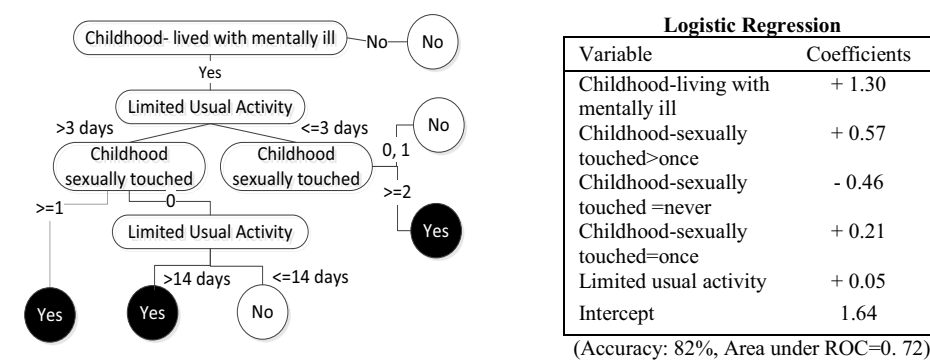 Childhood- lived with mentally ill
No
No
Yes
Limited Usual Activity
>3 days
<=3 days
Childhood
sexually touched
Childhood
sexually touched
0, 1
No
>=2
Yes
>=1
0
Limited Usual Activity
>14 days
<=14 days
Yes
Yes
No
Logistic Regression
Variable Coefficients
Childhood-living with + 1.30
mentally ill
Childhood-sexually + 0.57
touched>once
Childhood-sexually - 0.46
touched =never
Childhood-sexually + 0.21
touched=once
Limited usual activity + 0.05
Intercept 1.64
(Accuracy: 82%, Area under ROC=0. 72)